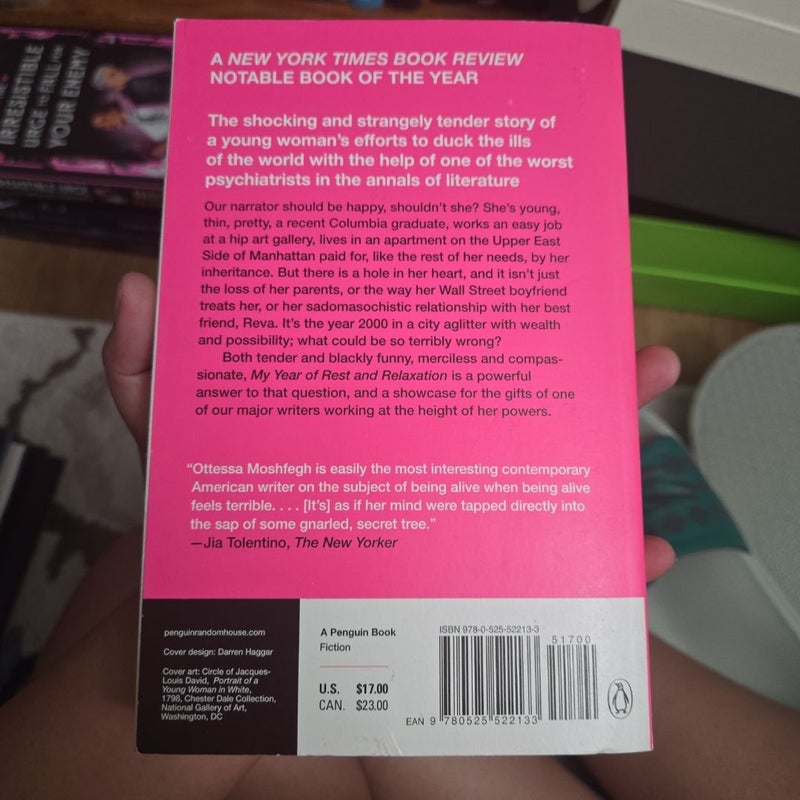 IRRESISTIBLE
URGE TO FALL FOR
YOUR ENEMY
A NEW YORK TIMES BOOK REVIEW
NOTABLE BOOK OF THE YEAR
The shocking and strangely tender story of
a young woman's efforts to duck the ills
of the world with the help of one of the worst
psychiatrists in the annals of literature
Our narrator should be happy, shouldn't she? She's young,
thin, pretty, a recent Columbia graduate, works an easy job
at a hip art gallery, lives in an apartment on the Upper East
Side of Manhattan paid for, like the rest of her needs, by her
inheritance. But there is a hole in her heart, and it isn't just
the loss of her parents, or the way her Wall Street boyfriend
treats her, or her sadomasochistic relationship with her best
friend, Reva. It's the year 2000 in a city aglitter with wealth
and possibility; what could be so terribly wrong?
Both tender and blackly funny, merciless and compas-
sionate, My Year of Rest and Relaxation is a powerful
answer to that question, and a showcase for the gifts of one
of our major writers working at the height of her powers.
“Ottessa Moshfegh is easily the most interesting contemporary
American writer on the subject of being alive when being alive
feels terrible. . . . [It's] as if her mind were tapped directly into
the sap of some gnarled, secret tree.”
—Jia Tolentino, The New Yorker
penguinrandomhouse.com
Cover design: Darren Haggar
Cover art: Circle of Jacques-
Louis David, Portrait of a
Young Woman in White,
1798, Chester Dale Collection,
National Gallery of Art,
Washington, DC
A Penguin Book
Fiction
U.S. $17.00
CAN. $23.00
ISBN 978-0-525-52213-3
51700
EAN 9 780525 522133